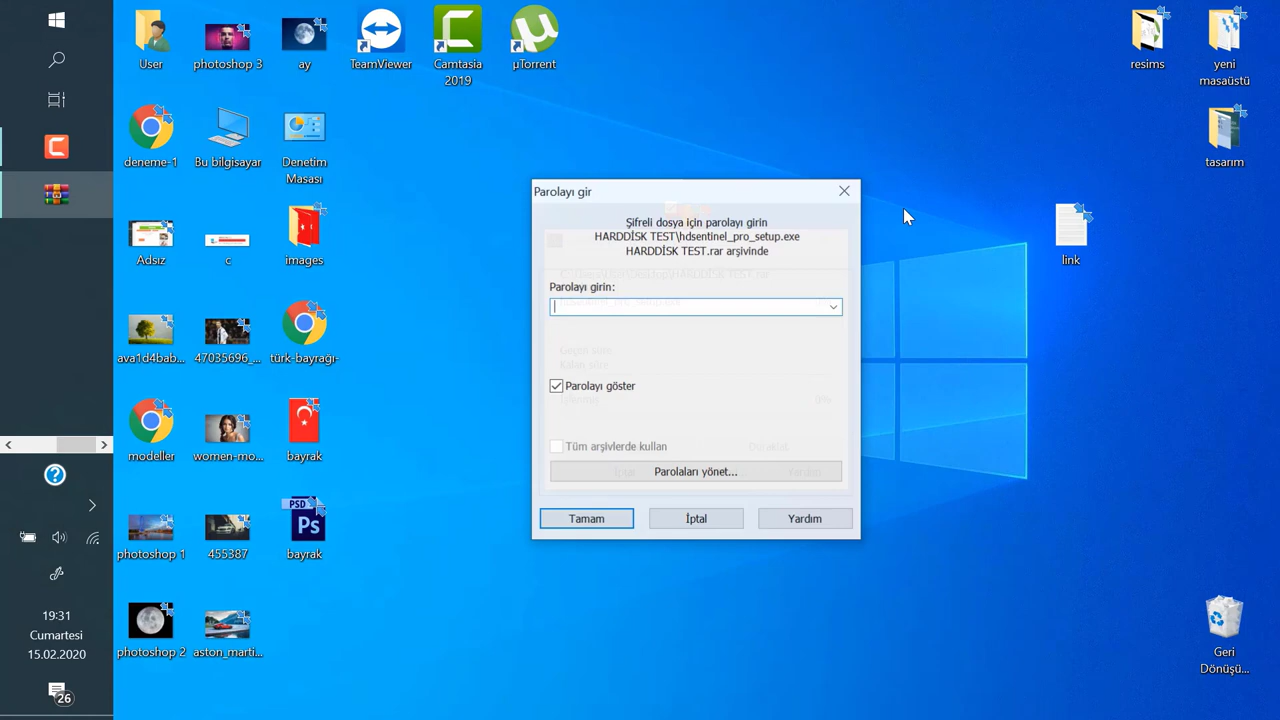 User
photoshop 3
ay
TeamViewer
Camtasia
2019
µTorrent
resims
yeni
masaüstü
deneme-1
Bu bilgisayar
Denetim
Masası
tasarım
Adsız
c
images
link
ava1d4bab...
47035696_...
türk-bayrağı-
modeller
women-mo...
bayrak
photoshop 1
455387
PSD
Ps
bayrak
photoshop 2
aston_marti...
Geri
Dönüşü...
Parolayı gir
Şifreli dosya için parolayı girin
HARDDİSK TEST\hdsentinel_pro_setup.exe
HARDDİSK TEST.rar arşivinde
Parolayı girin:
Parolayı göster
Tüm arşivlerde kullan
Parolaları yönet...
Tamam
İptal
Yardım
19:31
Cumartesi
15.02.2020
26